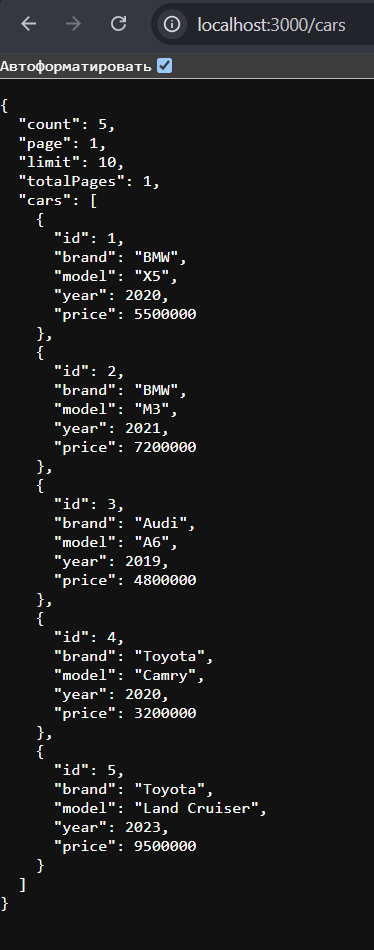 localhost:3000/cars
Автоформатировать
{
  "count": 5,
  "page": 1,
  "limit": 10,
  "totalPages": 1,
  "cars": [
    {
      "id": 1,
      "brand": "BMW",
      "model": "X5",
      "year": 2020,
      "price": 5500000
    },
    {
      "id": 2,
      "brand": "BMW",
      "model": "M3",
      "year": 2021,
      "price": 7200000
    },
    {
      "id": 3,
      "brand": "Audi",
      "model": "A6",
      "year": 2019,
      "price": 4800000
    },
    {
      "id": 4,
      "brand": "Toyota",
      "model": "Camry",
      "year": 2020,
      "price": 3200000
    },
    {
      "id": 5,
      "brand": "Toyota",
      "model": "Land Cruiser",
      "year": 2023,
      "price": 9500000
    }
  ]
}